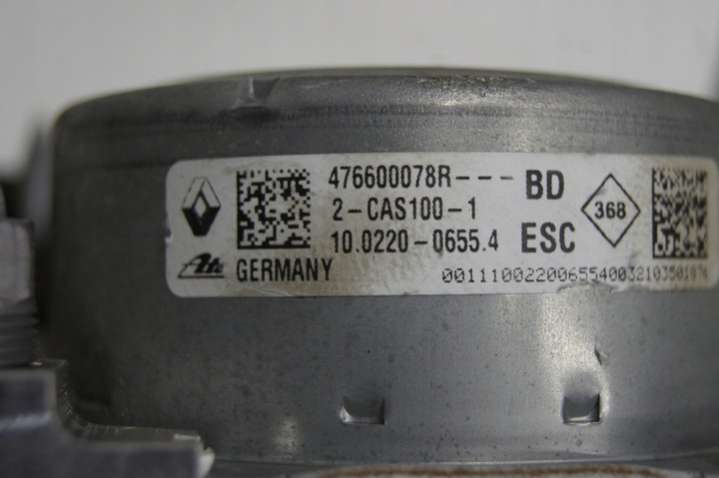 476600078R--- BD
2-CAS100-1
368
10.0220-0655.4 ESC
Ate GERMANY